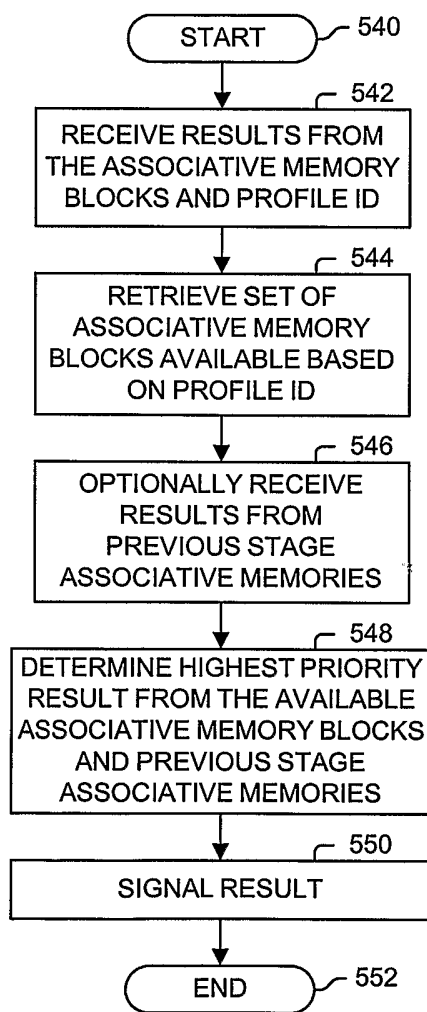 START
540
542
RECEIVE RESULTS FROM
THE ASSOCIATIVE MEMORY
BLOCKS AND PROFILE ID
544
RETRIEVE SET OF
ASSOCIATIVE MEMORY
BLOCKS AVAILABLE BASED
ON PROFILE ID
546
OPTIONALLY RECEIVE
RESULTS FROM
PREVIOUS STAGE
ASSOCIATIVE MEMORIES
548
DETERMINE HIGHEST PRIORITY
RESULT FROM THE AVAILABLE
ASSOCIATIVE MEMORY BLOCKS
AND PREVIOUS STAGE
ASSOCIATIVE MEMORIES
550
SIGNAL RESULT
END
552